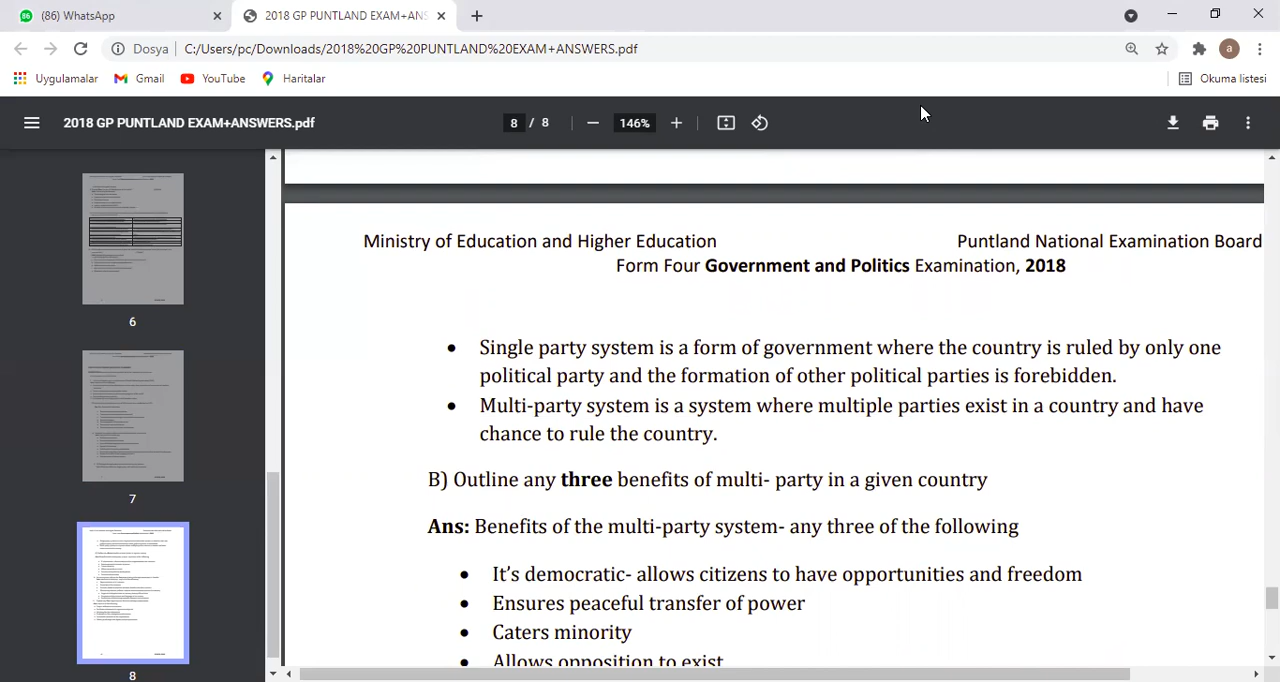 (86) WhatsApp
2018 GP PUNTLAND EXAM+ANS
Dosya
C:/Users/pc/Downloads/2018%20GP%20PUNTLAND%20EXAM+ANSWERS.pdf
a
Uygulamalar
Gmail
YouTube
Haritalar
Okuma listesi
2018 GP PUNTLAND EXAM+ANSWERS.pdf
8 / 8
146%
6
7
8
Ministry of Education and Higher Education
Puntland National Examination Board
Form Four Government and Politics Examination, 2018
• Single party system is a form of government where the country is ruled by only one
political party and the formation of other political parties is forebidden.
• Multi-party system is a system where multiple parties exist in a country and have
chance to rule the country.
B) Outline any three benefits of multi- party in a given country
Ans: Benefits of the multi-party system- any three of the following
• It's democratic- allows citizens to have opportunities and freedom
• Ensures peaceful transfer of power
• Caters minority
• Allows opposition to exist